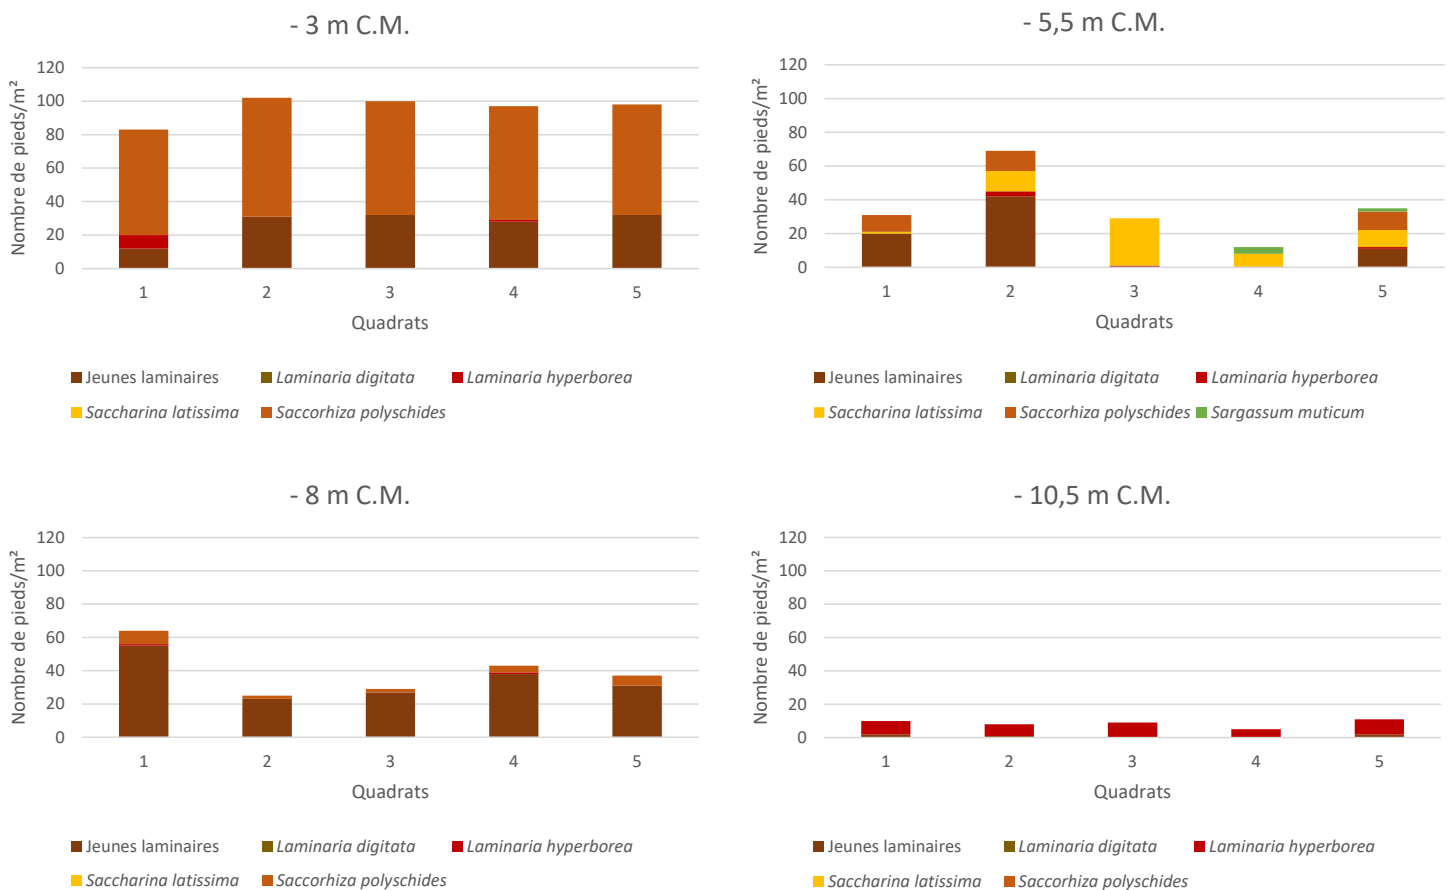 - 3 m C.M.
Nombre de pieds/m²
120
100
80
60
40
20
0
1 2 3 4 5
Quadrats
Jeunes laminaires Laminaria digitata Laminaria hyperborea
Saccharina latissima Saccorhiza polyschides
- 5,5 m C.M.
Nombre de pieds/m²
120
100
80
60
40
20
0
1 2 3 4 5
Quadrats
Jeunes laminaires Laminaria digitata Laminaria hyperborea
Saccharina latissima Saccorhiza polyschides Sargassum muticum
- 8 m C.M.
Nombre de pieds/m²
120
100
80
60
40
20
0
1 2 3 4 5
Quadrats
Jeunes laminaires Laminaria digitata Laminaria hyperborea
Saccharina latissima Saccorhiza polyschides
- 10,5 m C.M.
Nombre de pieds/m²
120
100
80
60
40
20
0
1 2 3 4 5
Quadrats
Jeunes laminaires Laminaria digitata Laminaria hyperborea
Saccharina latissima Saccorhiza polyschides